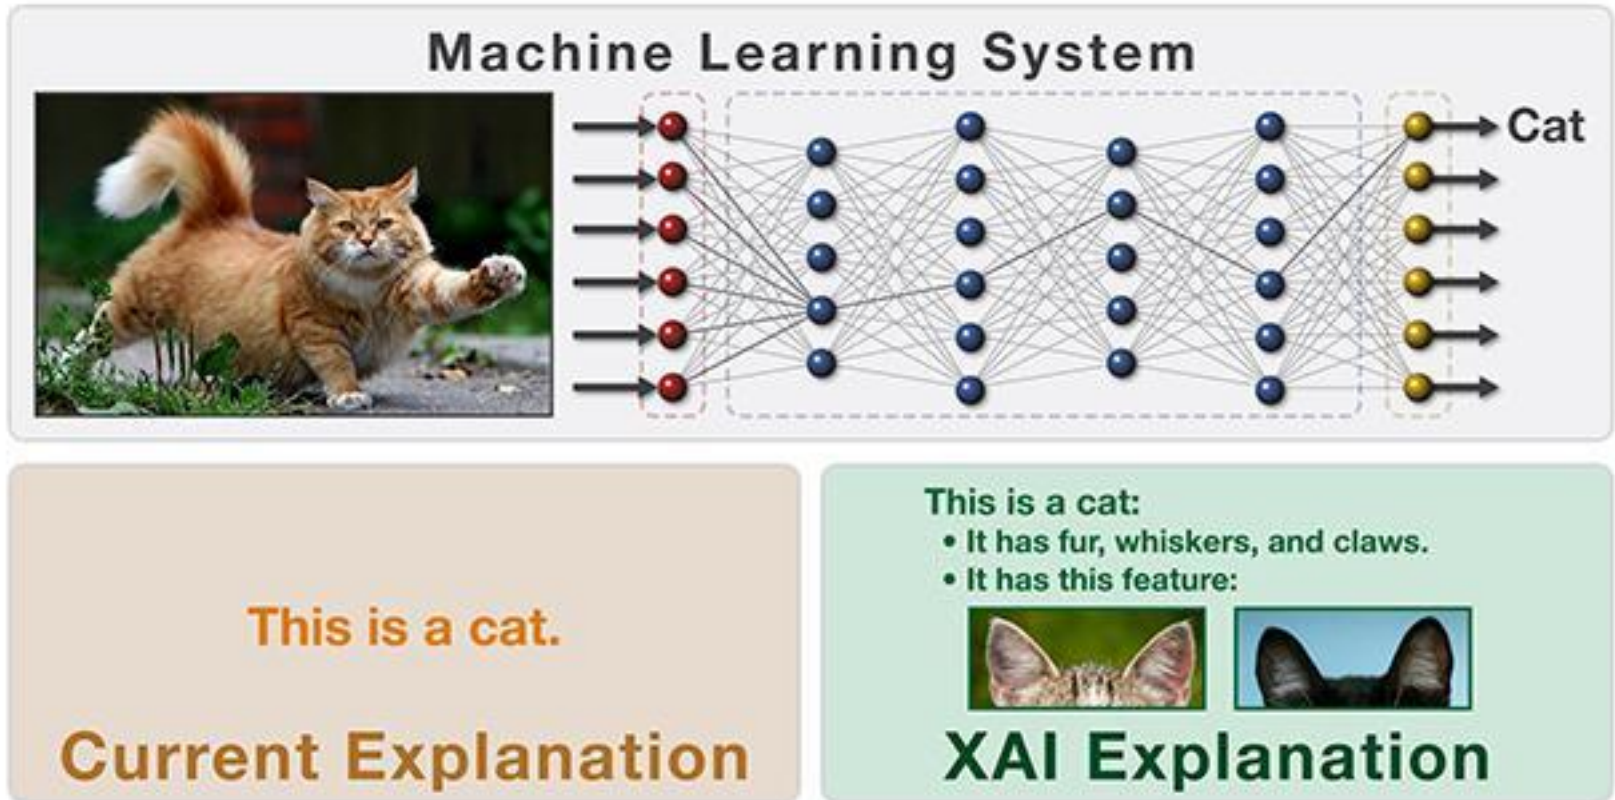 Machine Learning System
Cat
This is a cat.
Current Explanation
This is a cat:
• It has fur, whiskers, and claws.
• It has this feature:
XAI Explanation